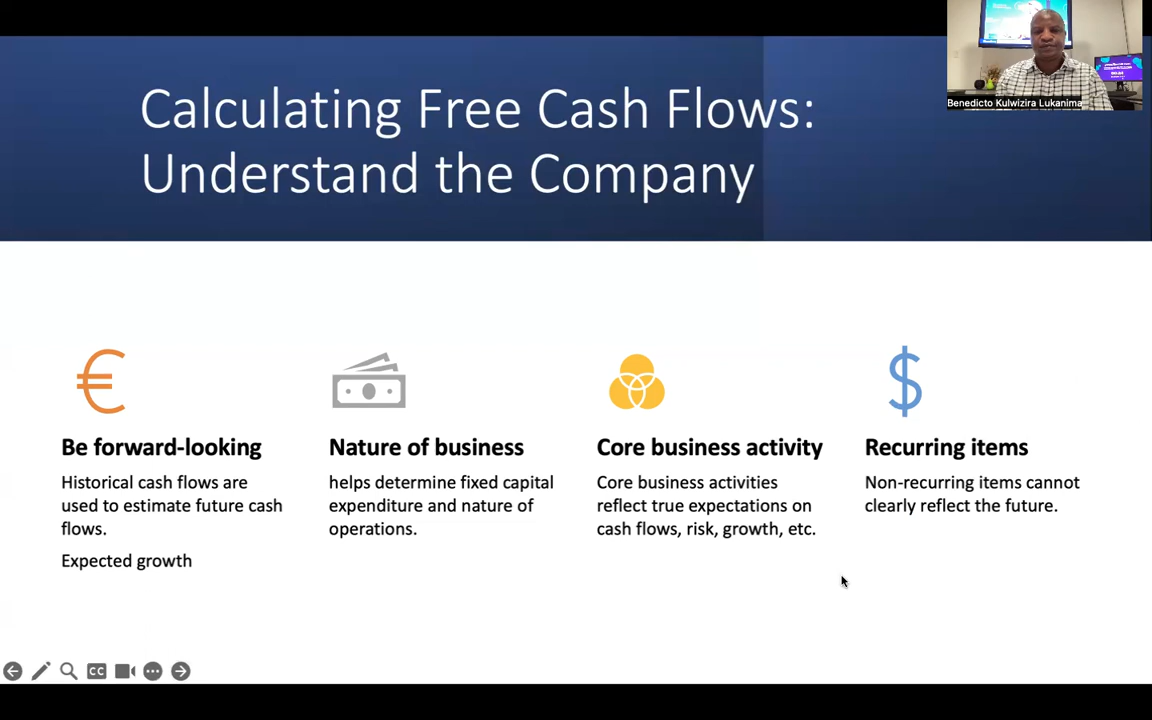 Benedicto Kulwizira Lukanima
Calculating Free Cash Flows:
Understand the Company
Be forward-looking
Historical cash flows are
used to estimate future cash
flows.
Expected growth
Nature of business
helps determine fixed capital
expenditure and nature of
operations.
Core business activity
Core business activities
reflect true expectations on
cash flows, risk, growth, etc.
Recurring items
Non-recurring items cannot
clearly reflect the future.
CC